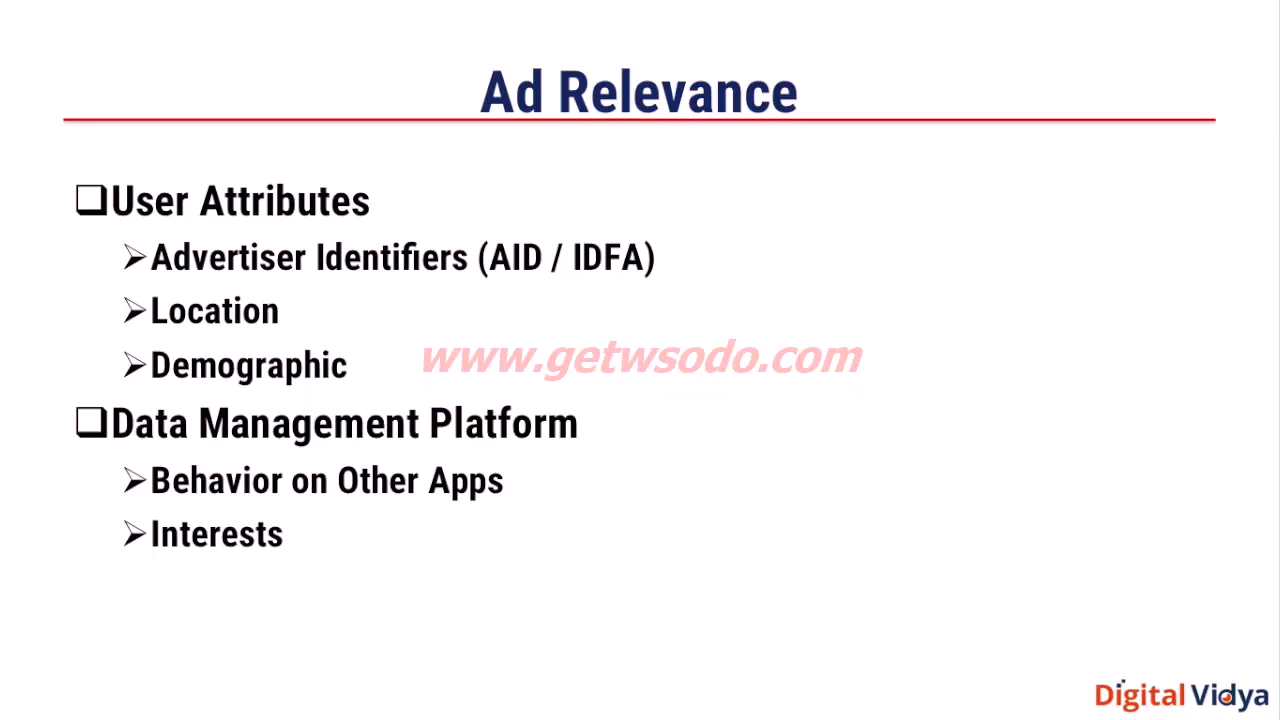 Ad Relevance
❑User Attributes
➢Advertiser Identifiers (AID / IDFA)
➢Location
➢Demographic
www.getwsodo.com
❑Data Management Platform
➢Behavior on Other Apps
➢Interests
Digital Vidya